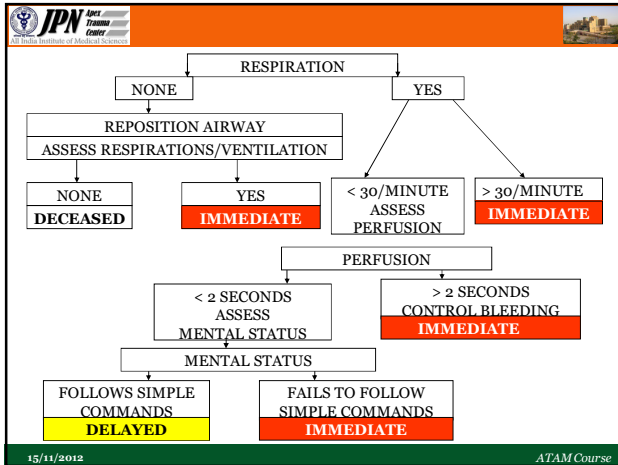 JPN Apex
Trauma
Center
All India Institute of Medical Sciences
RESPIRATION
NONE
YES
REPOSITION AIRWAY
ASSESS RESPIRATIONS/VENTILATION
NONE
DECEASED
YES
IMMEDIATE
< 30/MINUTE
ASSESS
PERFUSION
> 30/MINUTE
IMMEDIATE
PERFUSION
< 2 SECONDS
ASSESS
MENTAL STATUS
> 2 SECONDS
CONTROL BLEEDING
IMMEDIATE
MENTAL STATUS
FOLLOWS SIMPLE
COMMANDS
DELAYED
FAILS TO FOLLOW
SIMPLE COMMANDS
IMMEDIATE
15/11/2012
ATAM Course